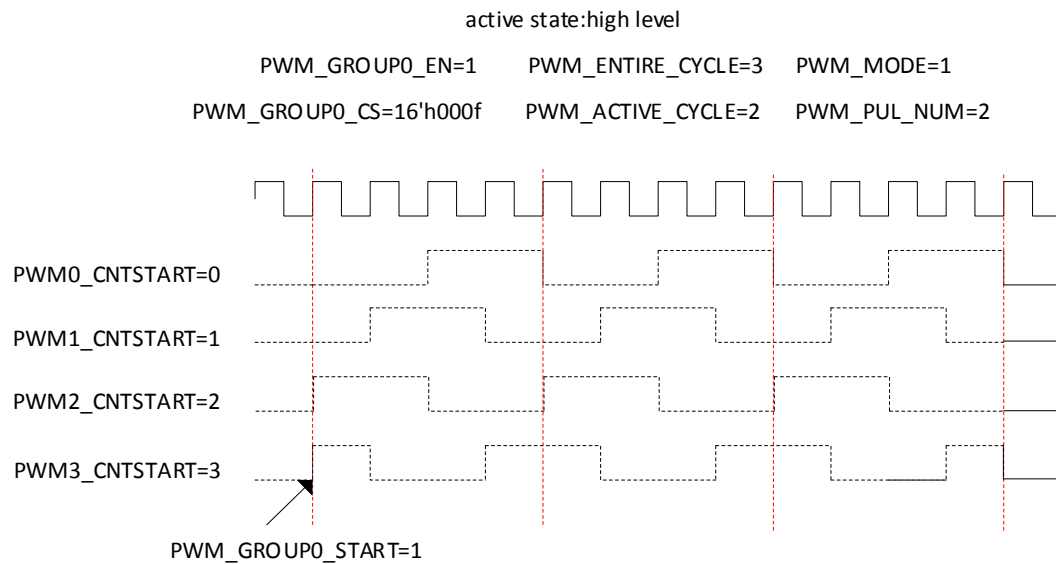 active state:high level
PWM_GROUP0_EN=1 PWM_ENTIRE_CYCLE=3 PWM_MODE=1
PWM_GROUP0_CS=16'h000f PWM_ACTIVE_CYCLE=2 PWM_PUL_NUM=2
PWM0_CNTSTART=0
PWM1_CNTSTART=1
PWM2_CNTSTART=2
PWM3_CNTSTART=3
PWM_GROUP0_START=1